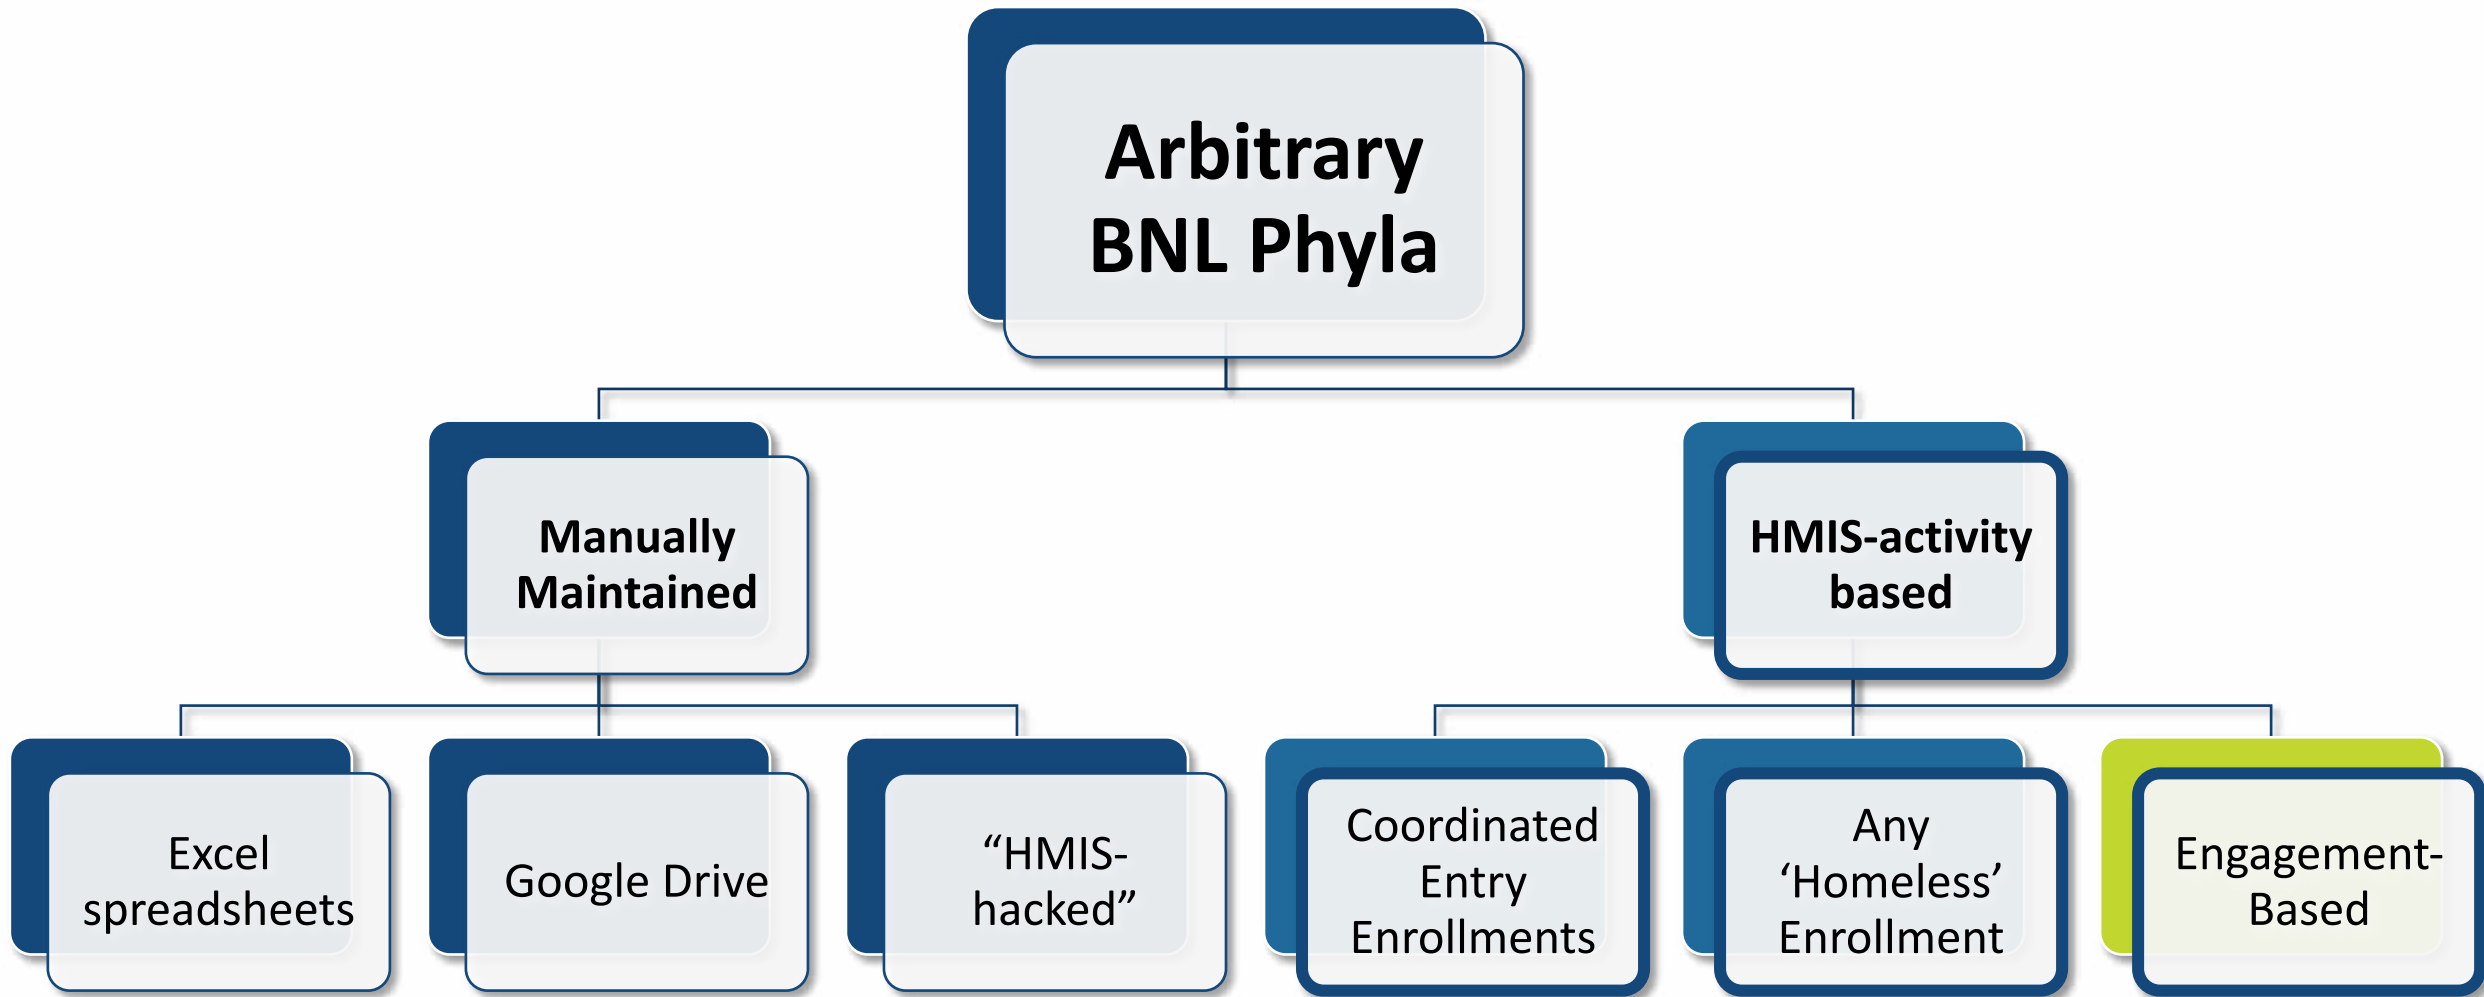 Arbitrary
BNL Phyla
Manually
Maintained
HMIS-activity
based
Excel
spreadsheets
Google Drive
“HMIS-
hacked”
Coordinated
Entry
Enrollments
Any
‘Homeless’
Enrollment
Engagement-
Based